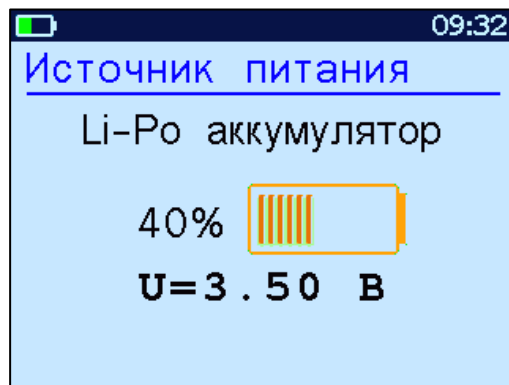 09:32
Источник питания
Li-Po аккумулятор
40%
U=3.50 В